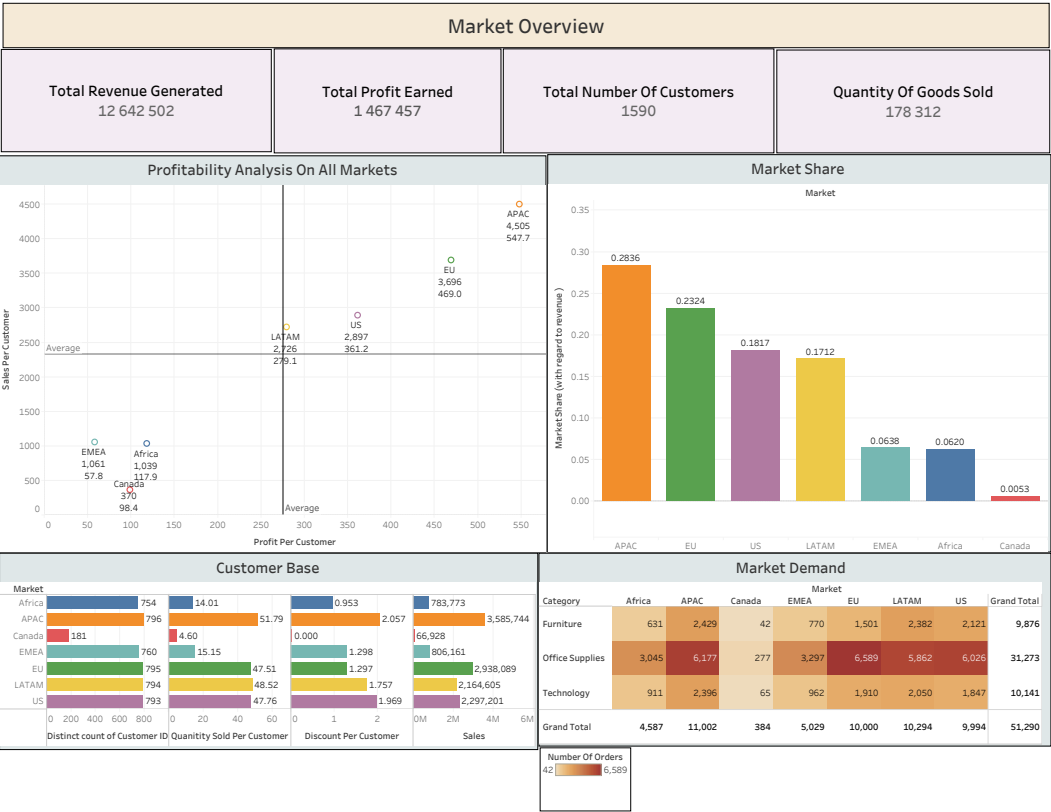 Market Overview
Total Revenue Generated
12 642 502
Total Profit Earned
1 467 457
Total Number Of Customers
1590
Quantity Of Goods Sold
178 312
Profitability Analysis On All Markets
Sales Per Customer
4500
4000
3500
3000
2500
2000
1500
1000
500
0
APAC
4,505
547.7
EU
3,696
469.0
US
2,897
361.2
LATAM
2,726
279.1
Average
EMEA
1,061
57.8
Africa
1,039
117.9
Canada
370
98.4
Average
0 50 100 150 200 250 300 350 400 450 500 550
Profit Per Customer
Market Share
Market
Market Share (with regard to revenue )
0.35
0.30
0.25
0.20
0.15
0.10
0.05
0.00
0.2836
0.2324
0.1817
0.1712
0.0638
0.0620
0.0053
APAC EU US LATAM EMEA Africa Canada
Customer Base
Market
Africa 754 14.01 0.953 783,773
APAC 796 51.79 2.057 3,585,744
Canada 181 4.60 0.000 66,928
EMEA 760 15.15 1.298 806,161
EU 795 47.51 1.297 2,938,089
LATAM 794 48.52 1.757 2,164,605
US 793 47.76 1.969 2,297,201
0 200 400 600 800 0 20 40 60 0 1 2 0M 2M 4M 6M
Distinct count of Customer ID Quanitity Sold Per Customer Discount Per Customer Sales
Market Demand
Market
Category Africa APAC Canada EMEA EU LATAM US Grand Total
Furniture 631 2,429 42 770 1,501 2,382 2,121 9,876
Office Supplies 3,045 6,177 277 3,297 6,589 5,862 6,026 31,273
Technology 911 2,396 65 962 1,910 2,050 1,847 10,141
Grand Total 4,587 11,002 384 5,029 10,000 10,294 9,994 51,290
Number Of Orders
42 6,589